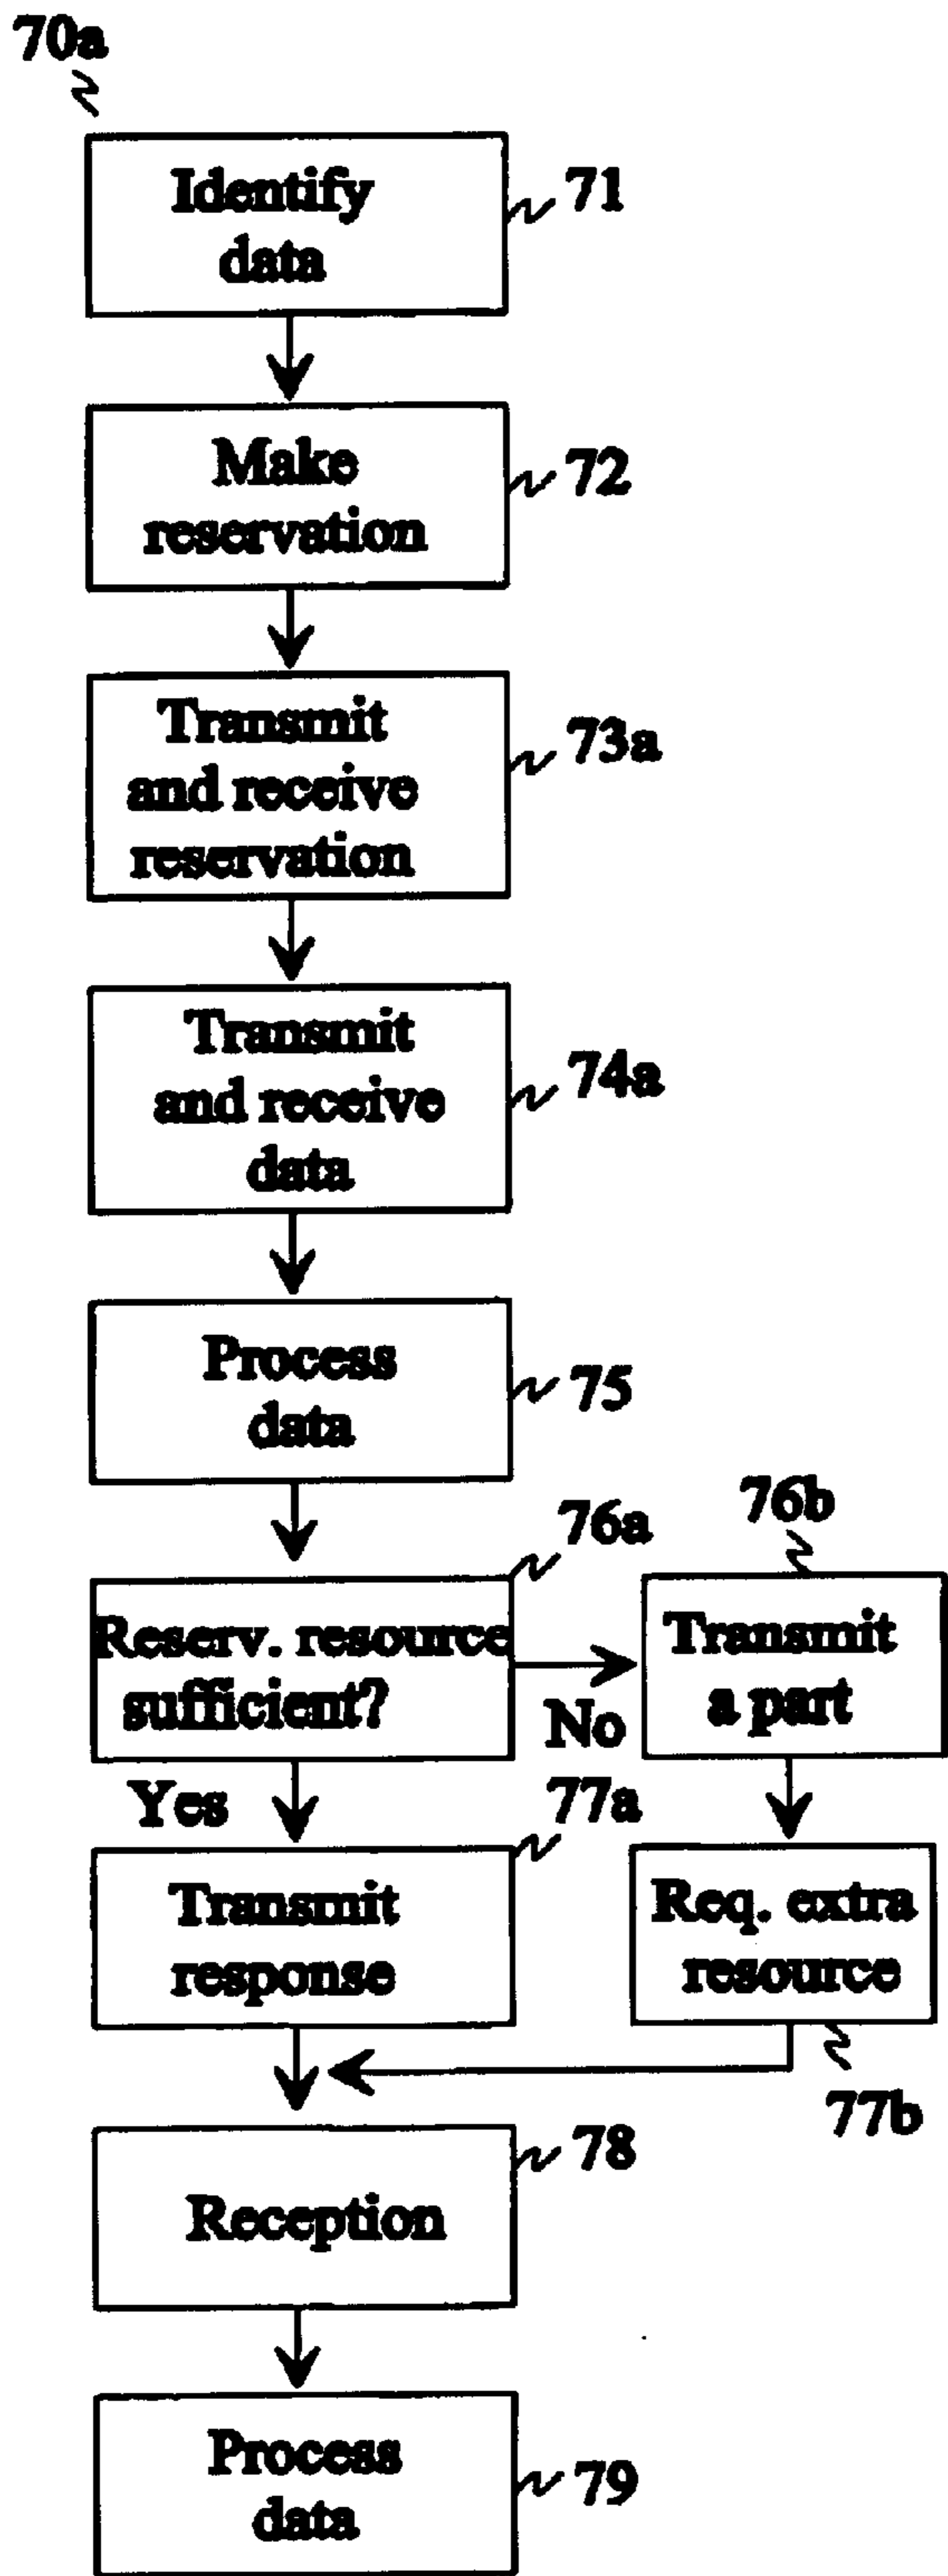 70a
Identify
data
71
Make
reservation
72
Transmit
and receive
reservation
73a
Transmit
and receive
data
74a
Process
data
75
76a
76b
Reserv. resource
sufficient?
Transmit
a part
No
Yes
77a
Transmit
response
Req. extra
resource
77b
78
Reception
Process
data
79